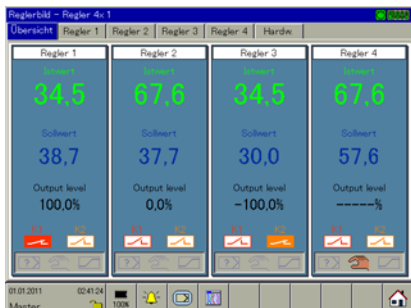 Reglerbild - Regler 4x1
Übersicht Regler 1 Regler 2 Regler 3 Regler 4 Hardw.
Regler 1 Regler 2 Regler 3 Regler 4
Istwert Istwert Istwert Istwert
34,5 67,6 34,5 67,6
Sollwert Sollwert Sollwert Sollwert
38,7 37,7 30,0 57,6
Output level Output level Output level Output level
100,0% 0,0% -100,0% -----%
K1 K2 K1 K2 K1 K2 K1 K2
01.01.2011 02:41:24
Master 100%